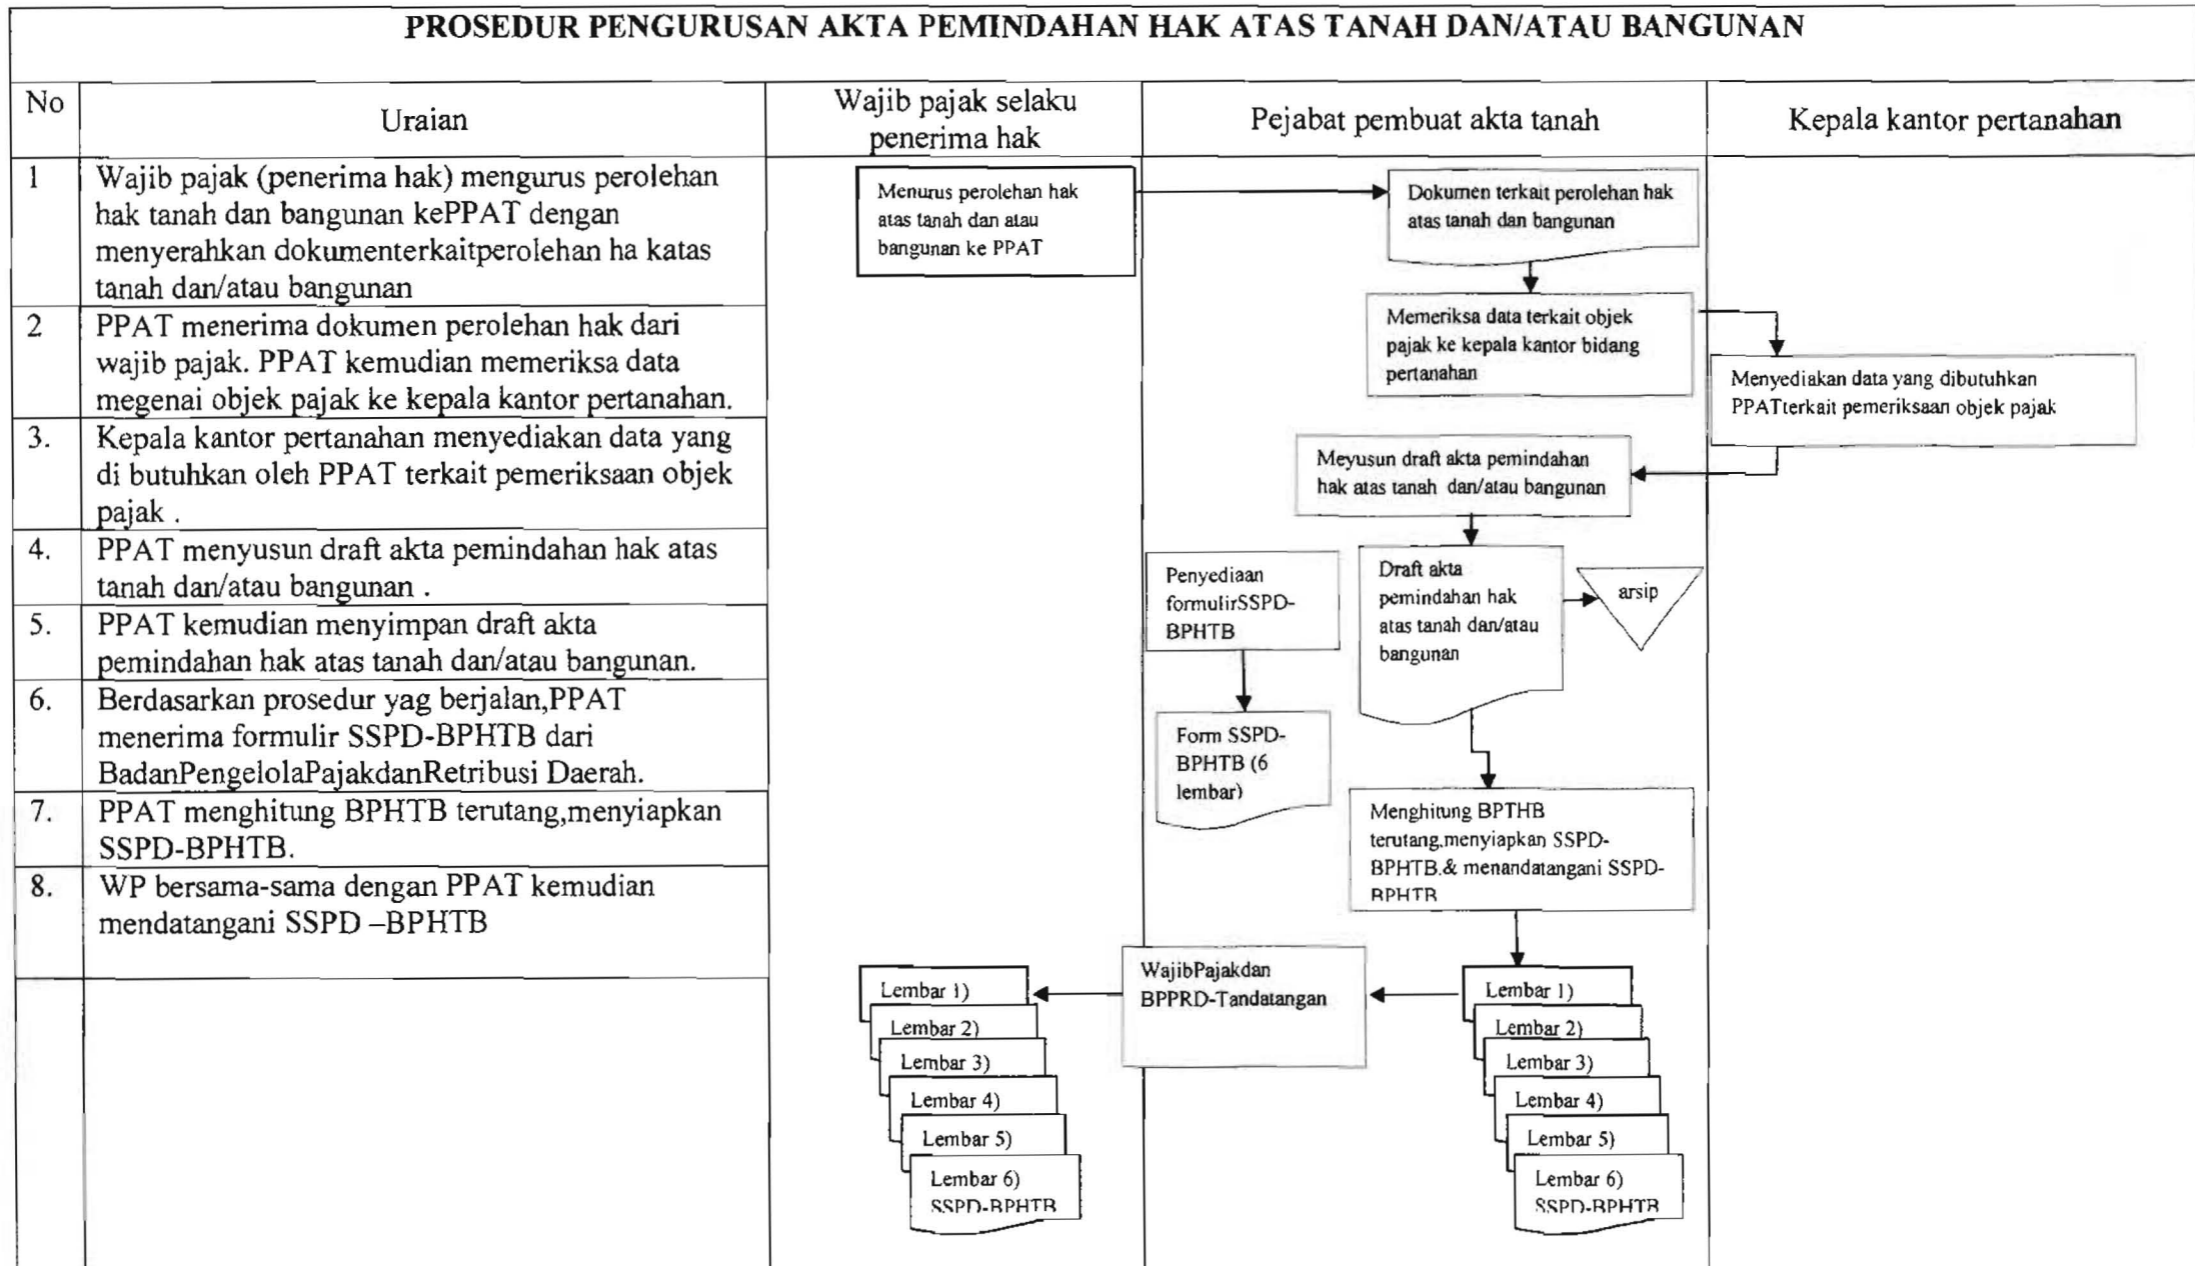 PROSEDUR PENGURUSAN AKTA PEMINDAHAN HAK ATAS TANAH DAN/ATAU BANGUNAN
No
Uraian
Wajib pajak selaku
penerima hak
Pejabat pembuat akta tanah
Kepala kantor pertanahan
1
Wajib pajak (penerima hak) mengurus perolehan
hak tanah dan bangunan kePPAT dengan
menyerahkan dokumenterkaitperolehan ha katas
tanah dan/atau bangunan
2
PPAT menerima dokumen perolehan hak dari
wajib pajak. PPAT kemudian memeriksa data
megenai objek pajak ke kepala kantor pertanahan.
3.
Kepala kantor pertanahan menyediakan data yang
di butuhkan oleh PPAT terkait pemeriksaan objek
pajak .
4.
PPAT menyusun draft akta pemindahan hak atas
tanah dan/atau bangunan .
5.
PPAT kemudian menyimpan draft akta
pemindahan hak atas tanah dan/atau bangunan.
6.
Berdasarkan prosedur yag berjalan,PPAT
menerima formulir SSPD-BPHTB dari
BadanPengelolaPajakdanRetribusi Daerah.
7.
PPAT menghitung BPHTB terutang,menyiapkan
SSPD-BPHTB.
8.
WP bersama-sama dengan PPAT kemudian
mendatangani SSPD –BPHTB
Menurus perolehan hak
atas tanah dan atau
bangunan ke PPAT
Dokumen terkait perolehan hak
atas tanah dan bangunan
Memeriksa data terkait objek
pajak ke kepala kantor bidang
pertanahan
Menyediakan data yang dibutuhkan
PPATterkait pemeriksaan objek pajak
Meyusun draft akta pemindahan
hak atas tanah dan/atau bangunan
Penyediaan
formulirSSPD-
BPHTB
Draft akta
pemindahan hak
atas tanah dan/atau
bangunan
arsip
Form SSPD-
BPHTB (6
lembar)
Menghitung BPTHB
terutang,menyiapkan SSPD-
BPHTB.& menandatangani SSPD-
BPHTB
WajibPajakdan
BPPRD-Tandatangan
Lembar 1)
Lembar 2)
Lembar 3)
Lembar 4)
Lembar 5)
Lembar 6)
SSPD-BPHTB
Lembar 1)
Lembar 2)
Lembar 3)
Lembar 4)
Lembar 5)
Lembar 6)
SSPD-BPHTB